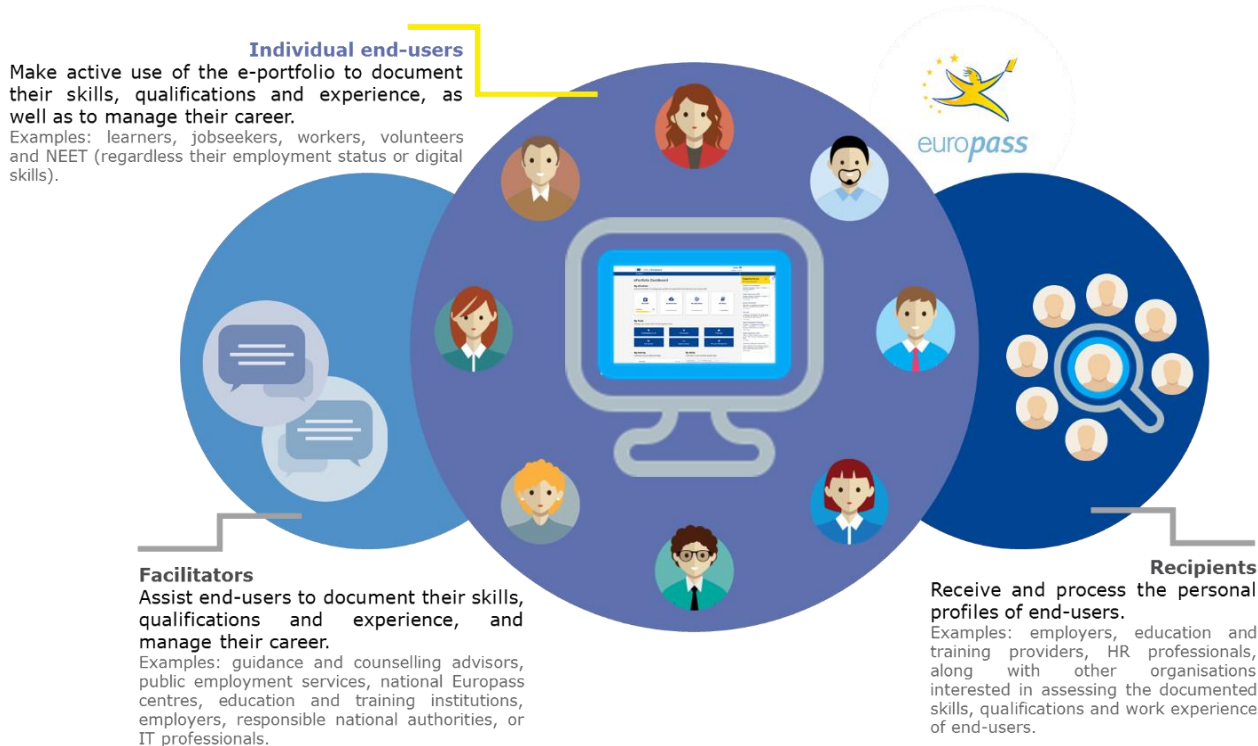 Individual end-users
Make active use of the e-portfolio to document
their skills, qualifications and experience, as
well as to manage their career.
Examples: learners, jobseekers, workers, volunteers
and NEET (regardless their employment status or digital
skills).
europass
Facilitators
Assist end-users to document their skills,
qualifications and experience, and
manage their career.
Examples: guidance and counselling advisors,
public employment services, national Europass
centres, education and training institutions,
employers, responsible national authorities, or
IT professionals.
Recipients
Receive and process the personal
profiles of end-users.
Examples: employers, education and
training providers, HR professionals,
along with other organisations
interested in assessing the documented
skills, qualifications and work experience
of end-users.